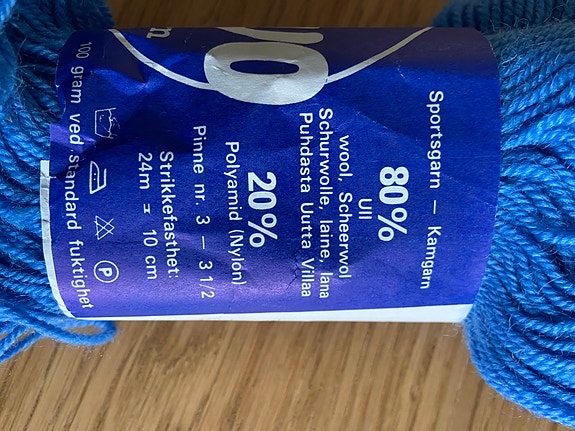 Sportsgarn — Kamgarn
80%
Ull
wool, Scheerwol
Schurwolle, laine, lana
Puhdasta Uutta Villaa
20%
Polyamid (Nylon)
Pinne nr. 3 — 3 1/2
Strikkefasthet:
24m = 10 cm
P
100 gram ved standard fuktighet